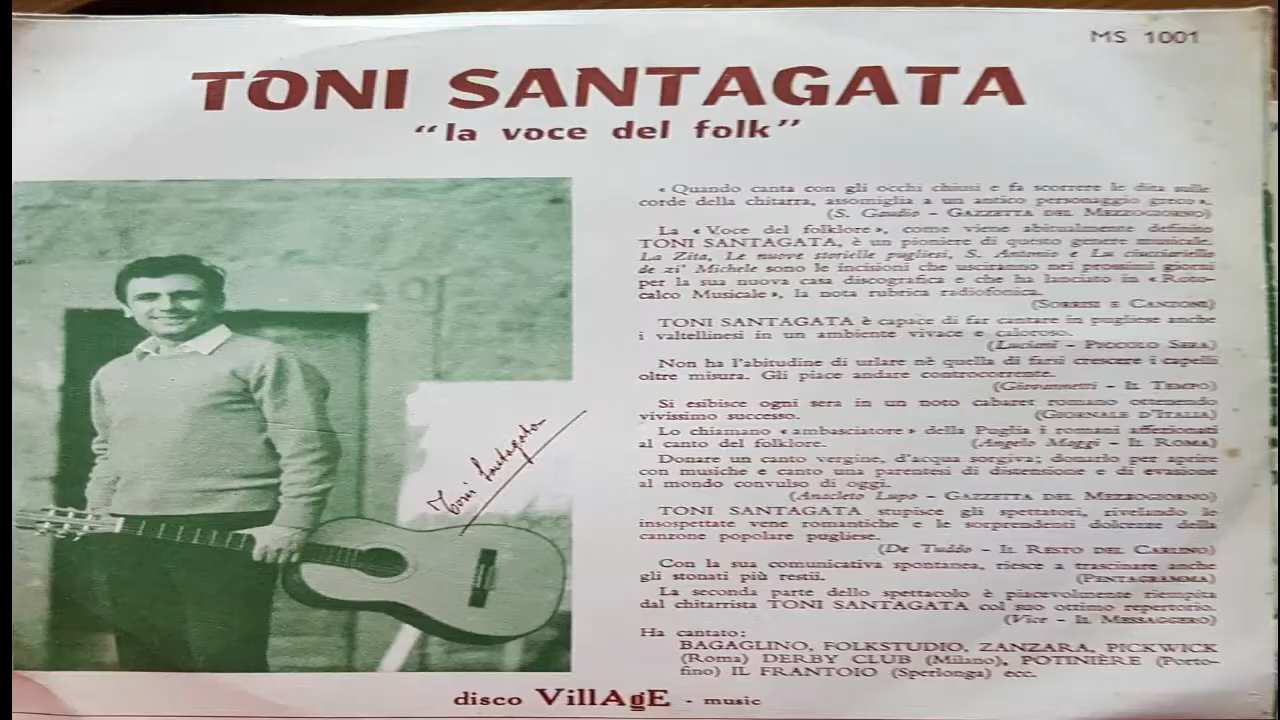 MS 1001
TONI SANTAGATA
“la voce del folk”
« Quando canta con gli occhi chiusi e fa scorrere le dita sulle
corde della chitarra, assomiglia a un antico personaggio greco ».
(S. Gaudio – GAZZETTA DEL MEZZOGIORNO)
La « Voce del folklore », come viene abitualmente definito
TONI SANTAGATA, è un pioniere di questo genere musicale.
La Zita, Le nuove storielle pugliesi, S. Antonio e Lu ciucciariello
de zi' Michele sono le incisioni che usciranno nei prossimi giorni
per la sua nuova casa discografica e che ha lanciato in « Roto-
calco Musicale », la nota rubrica radiofonica.
(SORRISI E CANZONI)
TONI SANTAGATA è capace di far cantare in pugliese anche
i valtellinesi in un ambiente vivace e caloroso.
(Luciani – PICCOLO SERA)
Non ha l'abitudine di urlare nè quella di farsi crescere i capelli
oltre misura. Gli piace andare controcorrente.
(Giovannetti – IL TEMPO)
Si esibisce ogni sera in un noto cabaret romano ottenendo
vivissimo successo. (GIORNALE D'ITALIA)
Lo chiamano « ambasciatore » della Puglia i romani affezionati
al canto del folklore. (Angelo Maggi – IL ROMA)
Donare un canto vergine, d'acqua sorgiva; donarlo per aprire
con musiche e canto una parentesi di distensione e di evasione
al mondo convulso di oggi.
(Anacleto Lupo – GAZZETTA DEL MEZZOGIORNO)
TONI SANTAGATA stupisce gli spettatori, rivelando le
insospettate vene romantiche e le sorprendenti dolcezze della
canzone popolare pugliese.
(De Tuddo – IL RESTO DEL CARLINO)
Con la sua comunicativa spontanea, riesce a trascinare anche
gli stonati più restii. (PENTAGRAMMA)
La seconda parte dello spettacolo è piacevolmente riempita
dal chitarrista TONI SANTAGATA col suo ottimo repertorio.
(Vice – IL MESSAGGERO)
Ha cantato:
BAGAGLINO, FOLKSTUDIO, ZANZARA, PICKWICK
(Roma) DERBY CLUB (Milano), POTINIÈRE (Porto-
fino) IL FRANTOIO (Sperlonga) ecc.
Toni Santagata
disco VillAgE - music